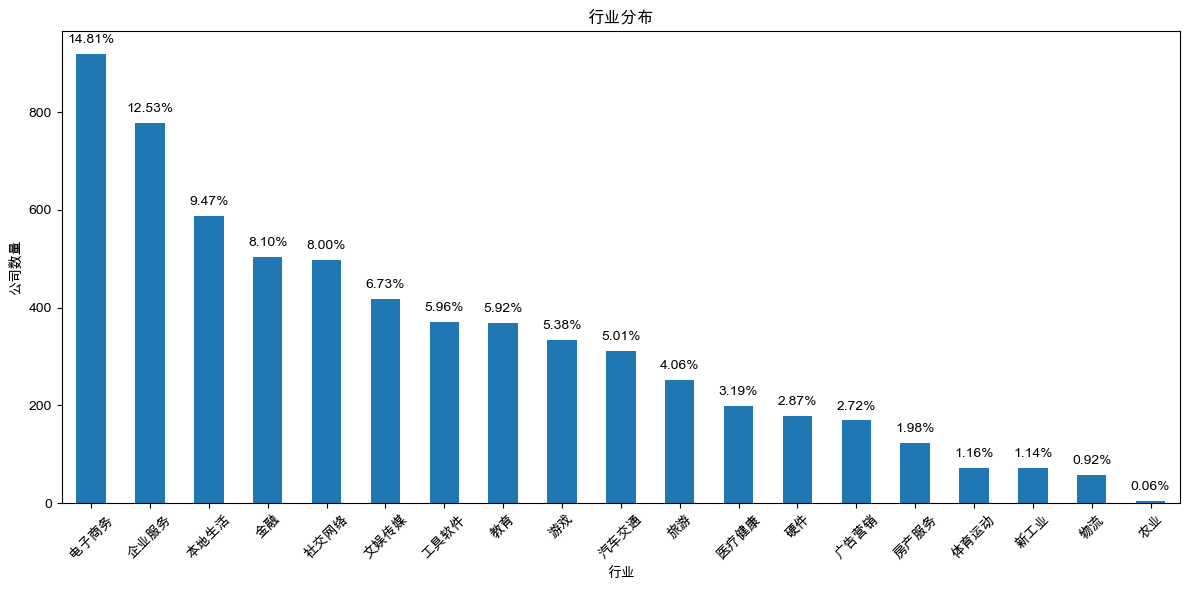 行业分布
公司数量
800
600
400
200
0
14.81%
12.53%
9.47%
8.10%
8.00%
6.73%
5.96%
5.92%
5.38%
5.01%
4.06%
3.19%
2.87%
2.72%
1.98%
1.16%
1.14%
0.92%
0.06%
电子商务
企业服务
本地生活
金融
社交网络
文娱传媒
工具软件
教育
游戏
汽车交通
旅游
医疗健康
硬件
广告营销
房产服务
体育运动
新工业
物流
农业
行业